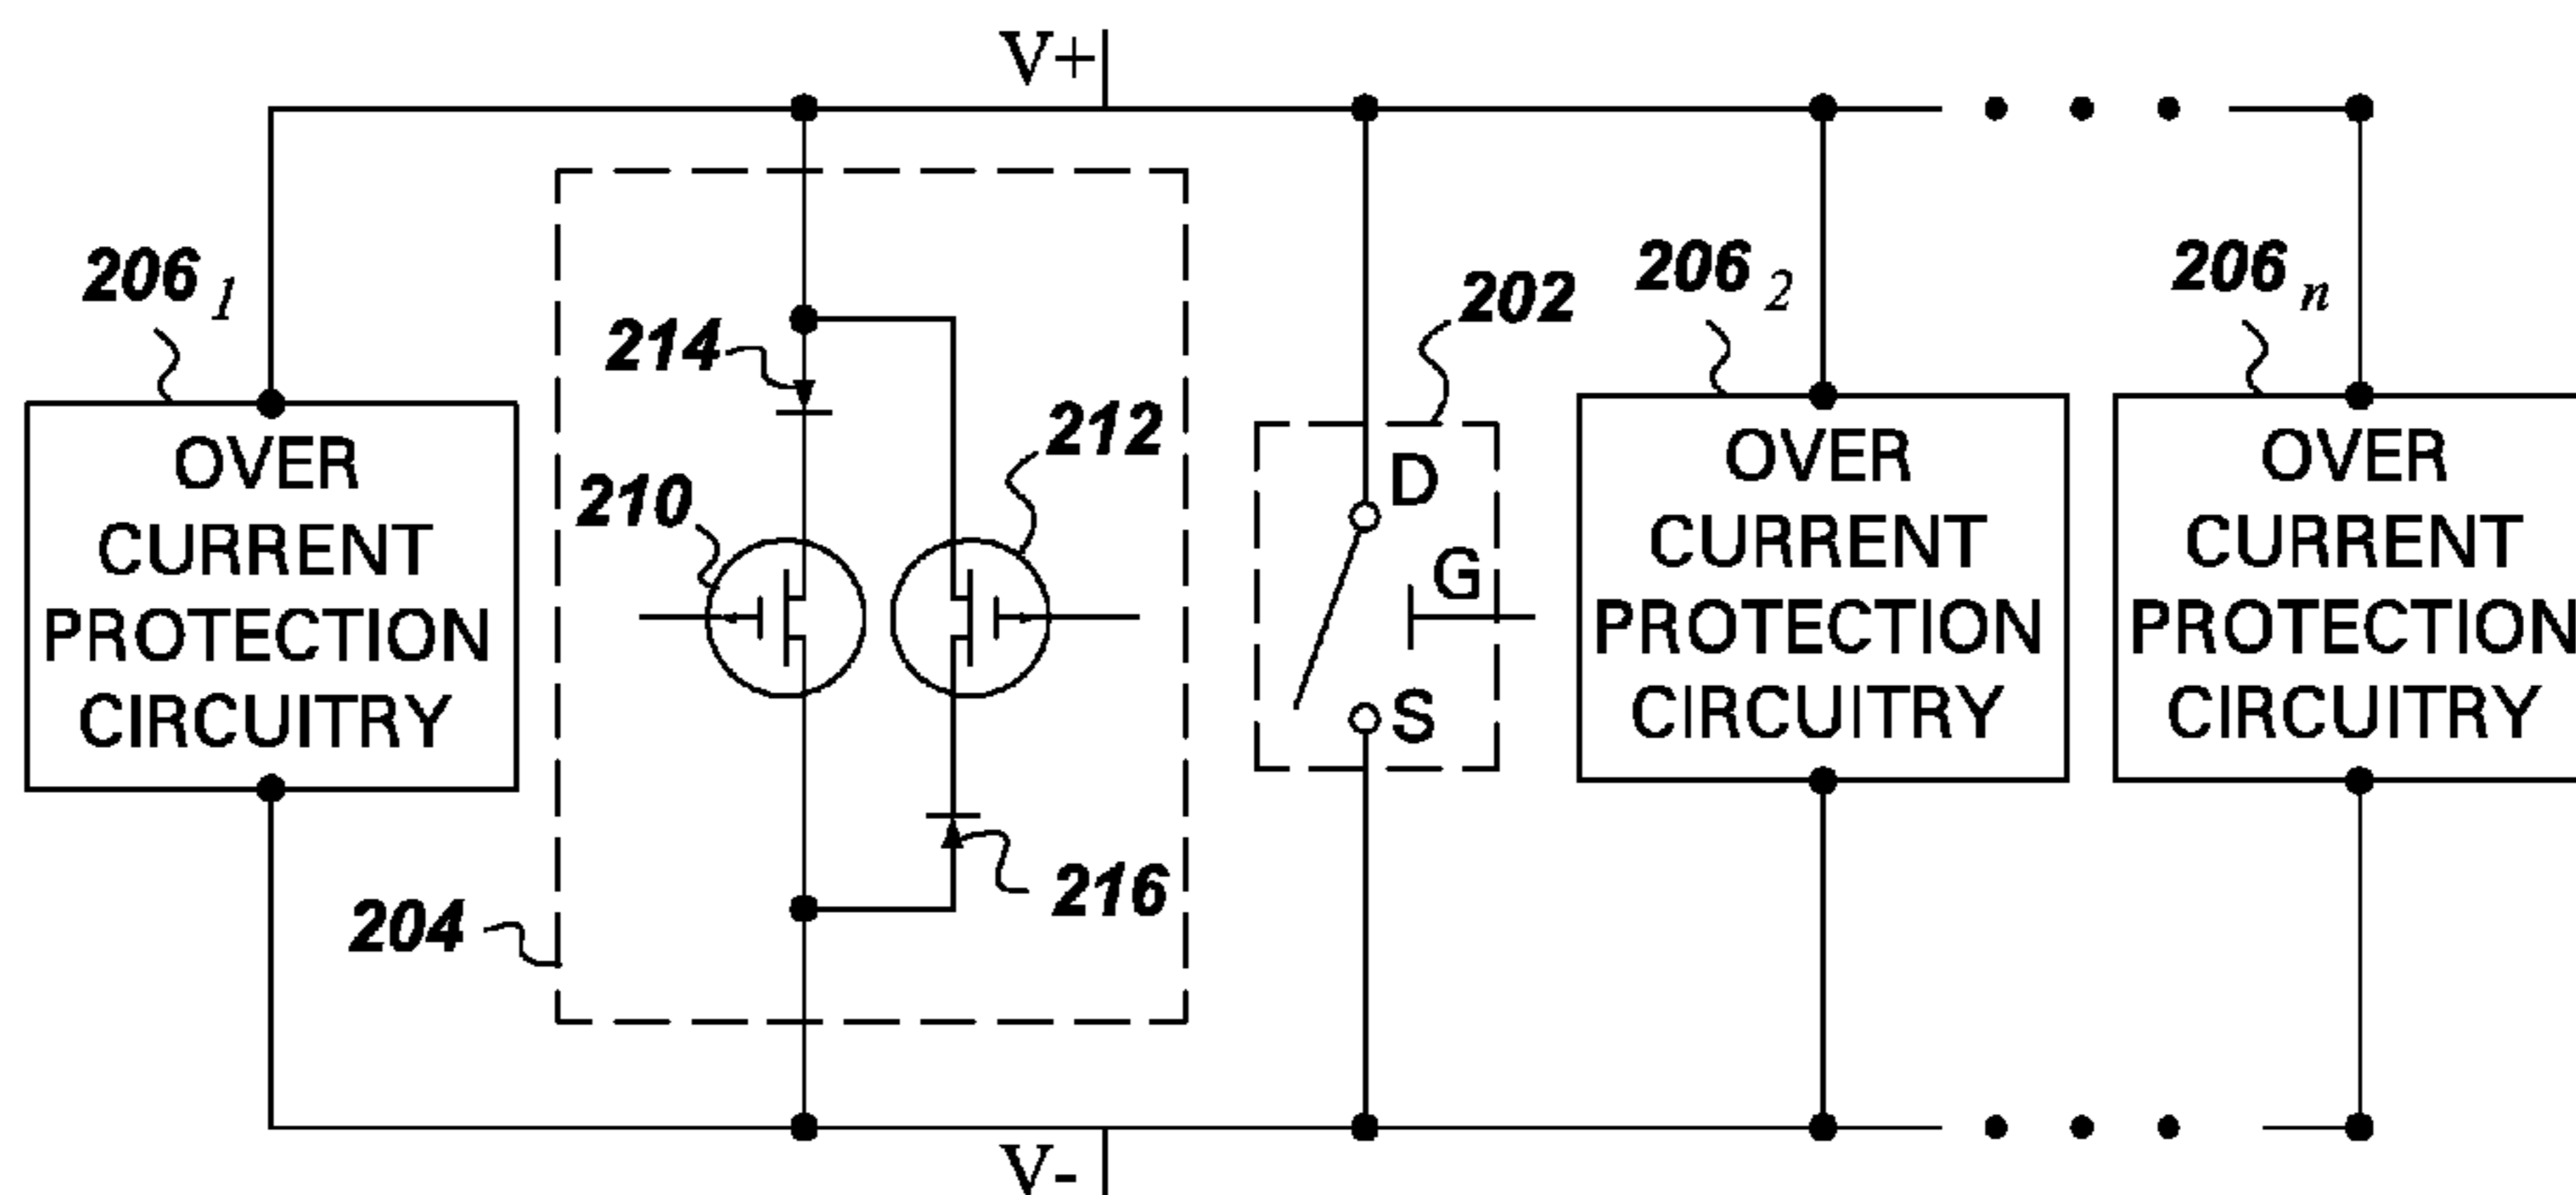 V+
206 1
214
212
210
202
206 2
206 n
OVER
CURRENT
PROTECTION
CIRCUITRY
D
G
S
OVER
CURRENT
PROTECTION
CIRCUITRY
OVER
CURRENT
PROTECTION
CIRCUITRY
204
216
V-